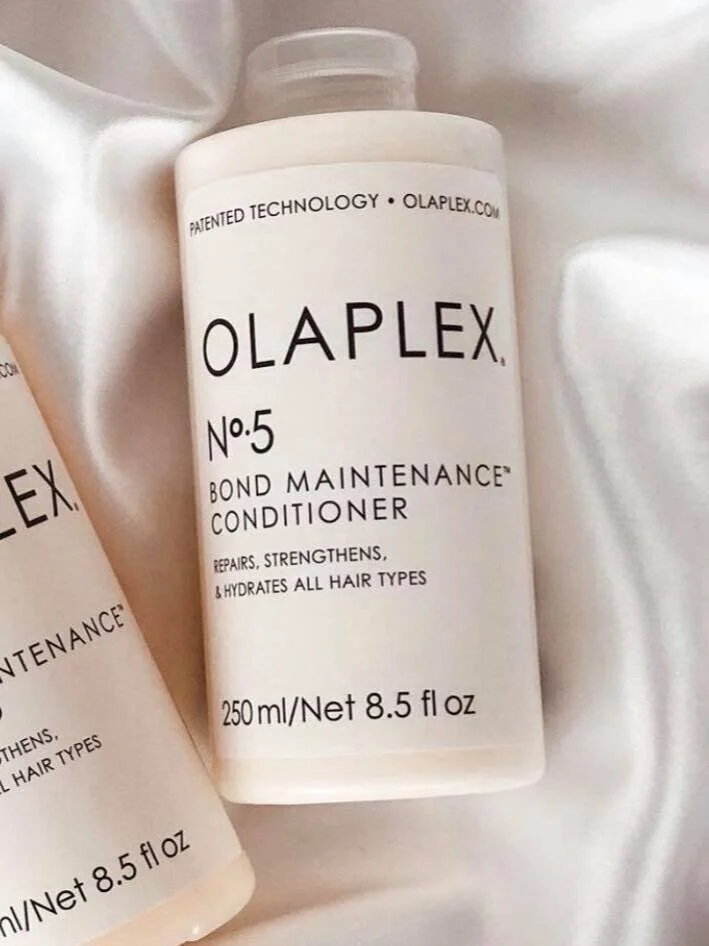 PATENTED TECHNOLOGY • OLAPLEX.COM
OLAPLEX.
Nº.5
BOND MAINTENANCE™
CONDITIONER
REPAIRS, STRENGTHENS,
& HYDRATES ALL HAIR TYPES
250 ml/Net 8.5 fl oz
COM
LEX.
NTENANCE™
THENS,
L HAIR TYPES
ml/Net 8.5 fl oz